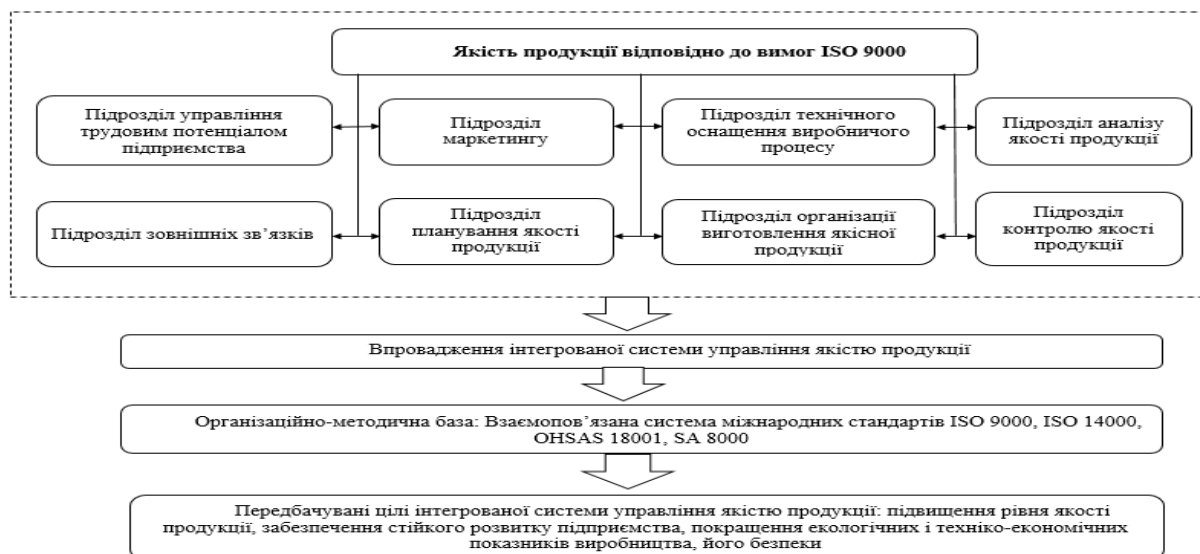 Якість продукції відповідно до вимог ISO 9000
Підрозділ управління
трудовим потенціалом
підприємства
Підрозділ
маркетингу
Підрозділ технічного
оснащення виробничого
процесу
Підрозділ аналізу
якості продукції
Підрозділ зовнішніх зв’язків
Підрозділ
планування якості
продукції
Підрозділ організації
виготовлення якісної
продукції
Підрозділ
контролю якості
продукції
Впровадження інтегрованої системи управління якістю продукції
Організаційно-методична база: Взаємопов’язана система міжнародних стандартів ISO 9000, ISO 14000,
OHSAS 18001, SA 8000
Передбачувані цілі інтегрованої системи управління якістю продукції: підвищення рівня якості
продукції, забезпечення стійкого розвитку підприємства, покращення екологічних і техніко-економічних
показників виробництва, його безпеки